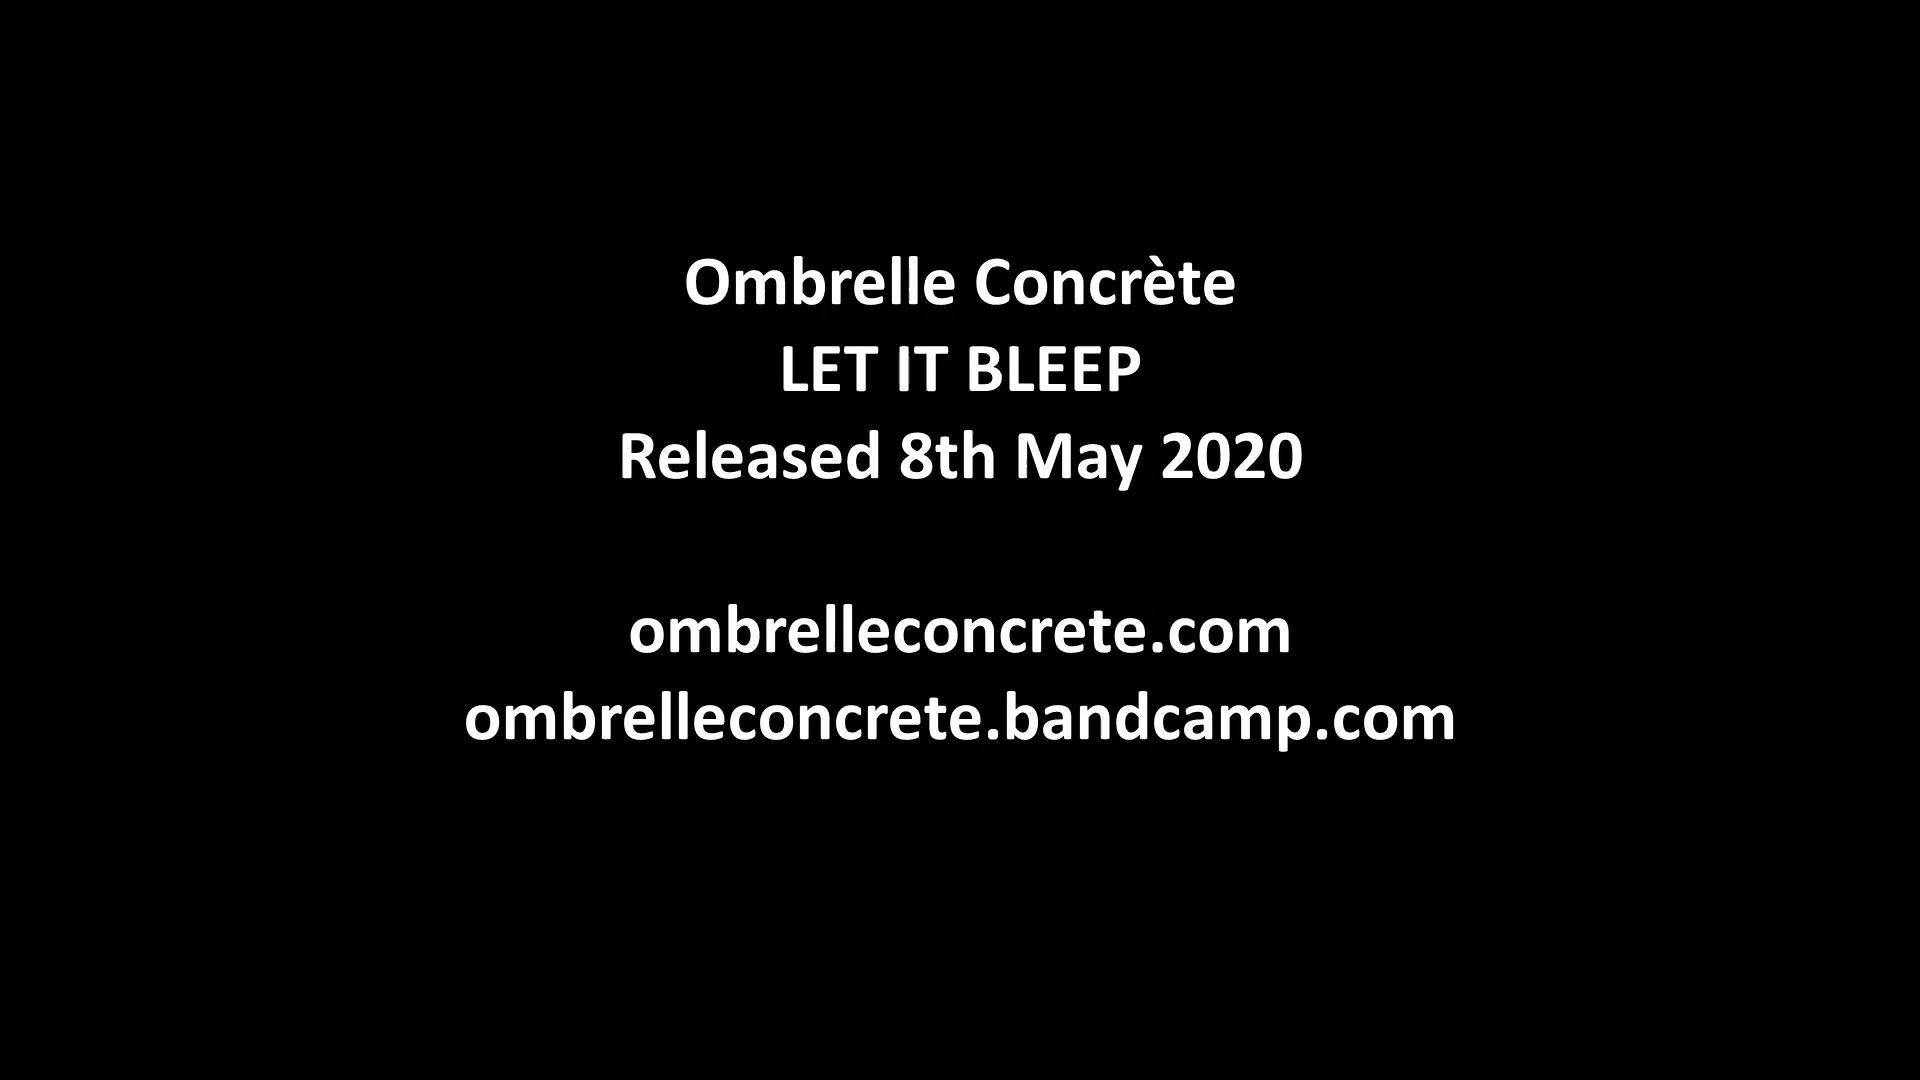 Ombrelle Concrète
LET IT BLEEP
Released 8th May 2020
ombrelleconcrete.com
ombrelleconcrete.bandcamp.com